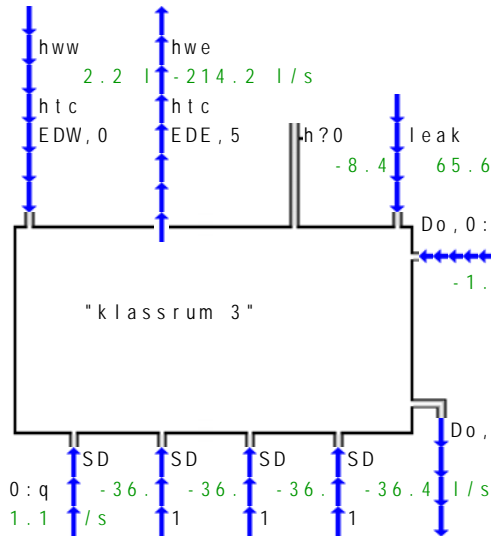 hww hwe
2.2 l -214.2 l/s
htc htc
EDW,0 EDE,5 h?0 leak
-8.4 65.6
Do,0:
-1.
"klassrum 3"
Do,
SD SD SD SD
0:q -36. -36. -36. -36.4 l/s
1.1 /s 1 1 1